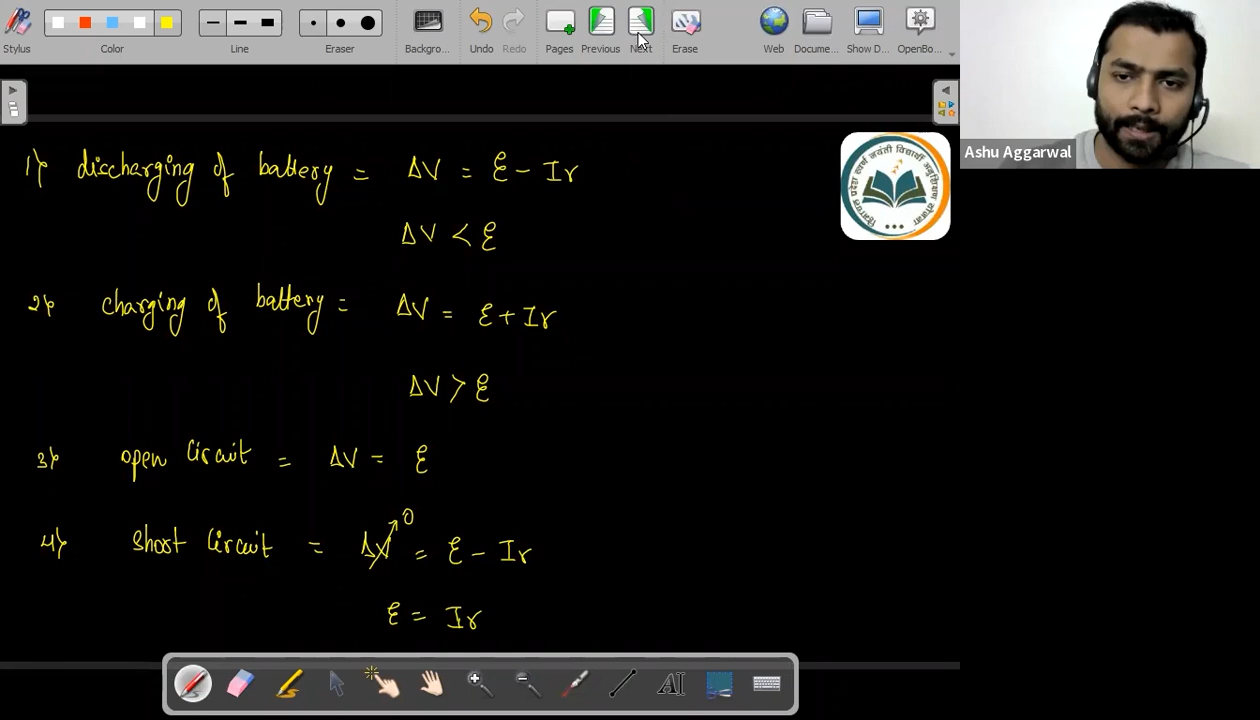 Stylus
Color
Line
Eraser
Backgro...
Undo
Redo
Pages
Previous
Next
Erase
Web
Docume...
Show D...
OpenBo...
Ashu Aggarwal
1) discharging of battery = ΔV = ε - Ir
ΔV < ε
2) charging of battery = ΔV = ε + Ir
ΔV > ε
3) open Circuit = ΔV = ε
4) Short Circuit = ΔV 0 = ε - Ir
ε = Ir